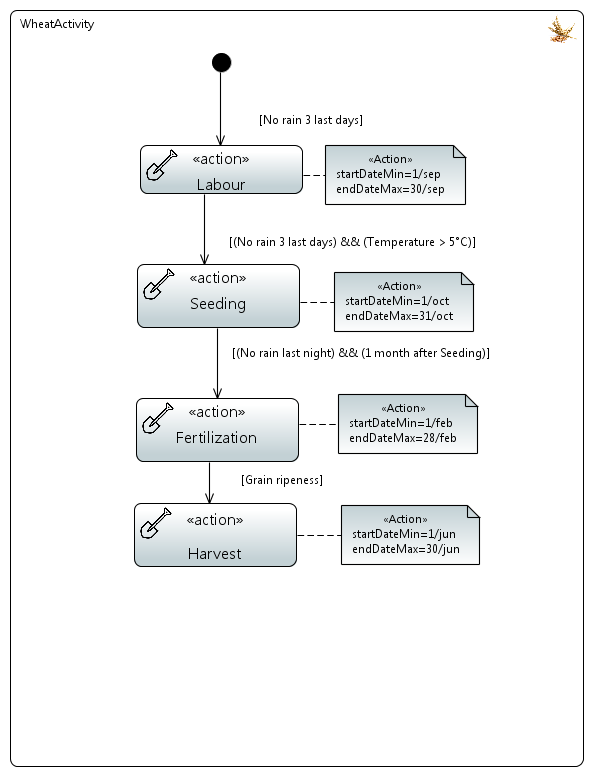 WheatActivity
[No rain 3 last days]
«action»
Labour
«Action»
startDateMin=1/sep
endDateMax=30/sep
[(No rain 3 last days) && (Temperature > 5°C)]
«action»
Seeding
«Action»
startDateMin=1/oct
endDateMax=31/oct
[(No rain last night) && (1 month after Seeding)]
«action»
Fertilization
«Action»
startDateMin=1/feb
endDateMax=28/feb
[Grain ripeness]
«action»
Harvest
«Action»
startDateMin=1/jun
endDateMax=30/jun